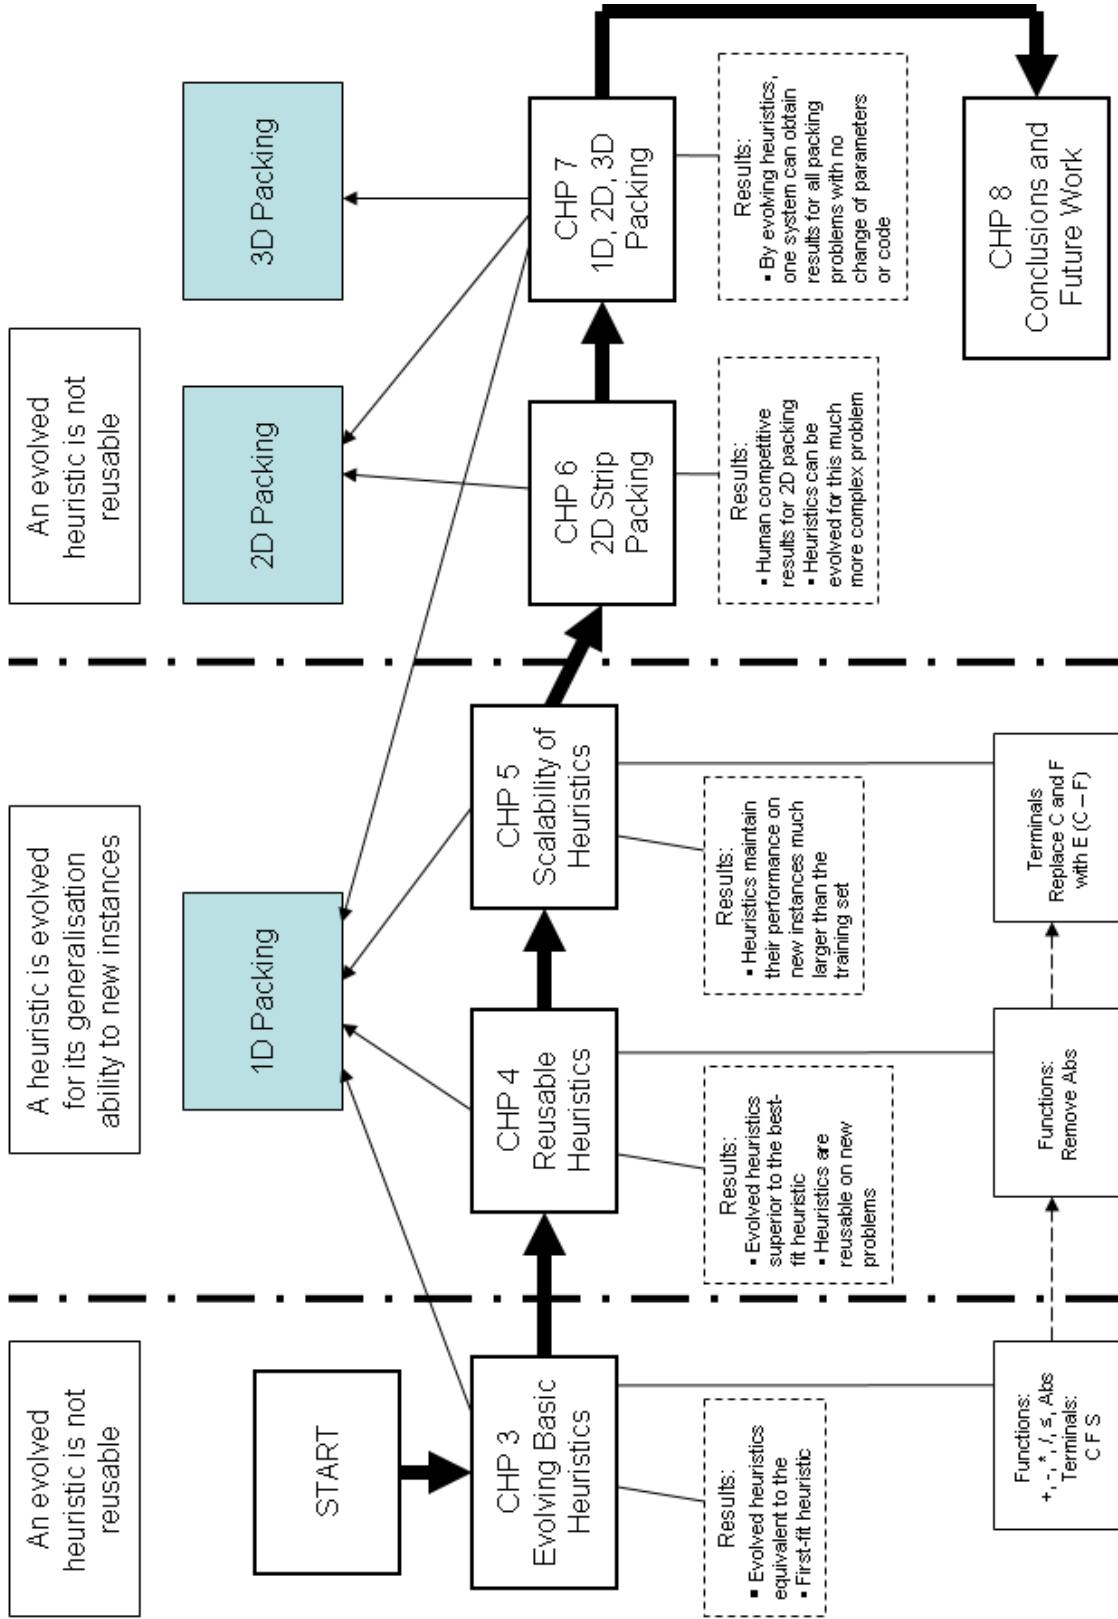 An evolved
heuristic is not
reusable
A heuristic is evolved
for its generalisation
ability to new instances
An evolved
heuristic is not
reusable
START
1D Packing
2D Packing
3D Packing
CHP 3
Evolving Basic
Heuristics
CHP 4
Reusable
Heuristics
CHP 5
Scalability of
Heuristics
CHP 6
2D Strip
Packing
CHP 7
1D, 2D, 3D
Packing
Results:
▪ Evolved heuristics
equivalent to the
▪ First-fit heuristic
Results:
▪ Evolved heuristics
superior to the best-
fit heuristic
▪ Heuristics are
reusable on new
problems
Results:
▪ Heuristics maintain
their performance on
new instances much
larger than the
training set
Results:
▪ Human competitive
results for 2D packing
▪ Heuristics can be
evolved for this much
more complex problem
Results:
▪ By evolving heuristics,
one system can obtain
results for all packing
problems with no
change of parameters
or code
Functions:
+, -, *, /, ≤, Abs
Terminals:
C F S
Functions:
Remove Abs
Terminals
Replace C and F
with E (C – F)
CHP 8
Conclusions and
Future Work